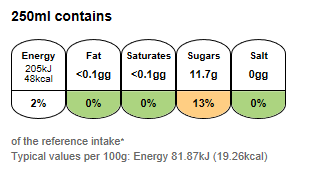 250ml contains
Energy Fat Saturates Sugars Salt
205kJ
48kcal <0.1gg <0.1gg 11.7g 0gg
2% 0% 0% 13% 0%
of the reference intake*
Typical values per 100g: Energy 81.87kJ (19.26kcal)